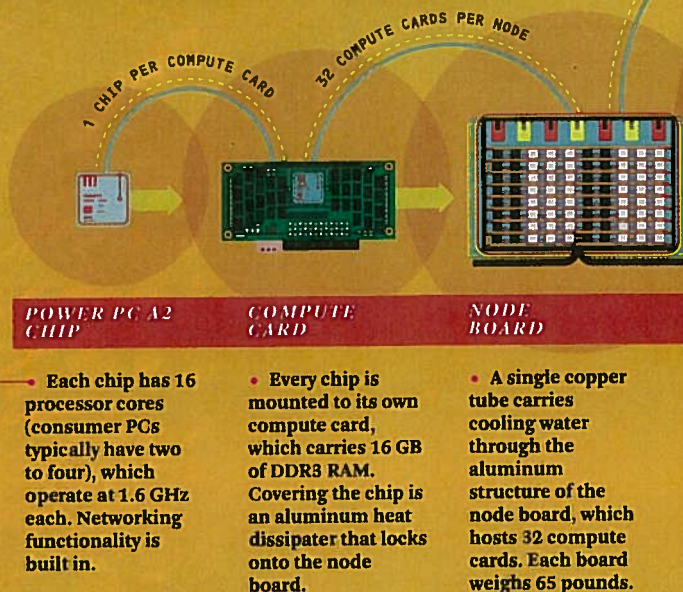 1 CHIP PER COMPUTE CARD
32 COMPUTE CARDS PER NODE
POWER PC A2
CHIP
COMPUTE
CARD
NODE
BOARD
• Each chip has 16
processor cores
(consumer PCs
typically have two
to four), which
operate at 1.6 GHz
each. Networking
functionality is
built in.
• Every chip is
mounted to its own
compute card,
which carries 16 GB
of DDR3 RAM.
Covering the chip is
an aluminum heat
dissipater that locks
onto the node
board.
• A single copper
tube carries
cooling water
through the
aluminum
structure of the
node board, which
hosts 32 compute
cards. Each board
weighs 65 pounds.